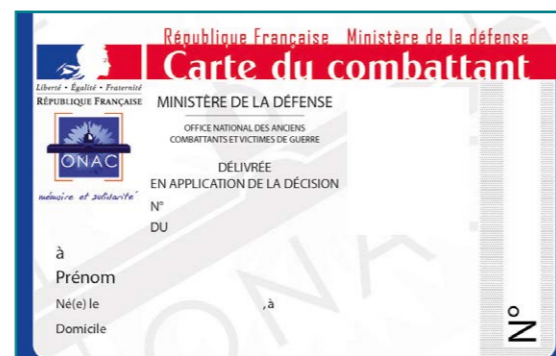 République Française Ministère de la défense
Carte du combattant
Liberté • Égalité • Fraternité
RÉPUBLIQUE FRANÇAISE
MINISTÈRE DE LA DÉFENSE
OFFICE NATIONAL DES ANCIENS
COMBATTANTS ET VICTIMES DE GUERRE
ONAC
mémoire et solidarité
DÉLIVRÉE
EN APPLICATION DE LA DÉCISION
N°
DU
à
Prénom
Né(e) le , à
Domicile
N°
ONAC